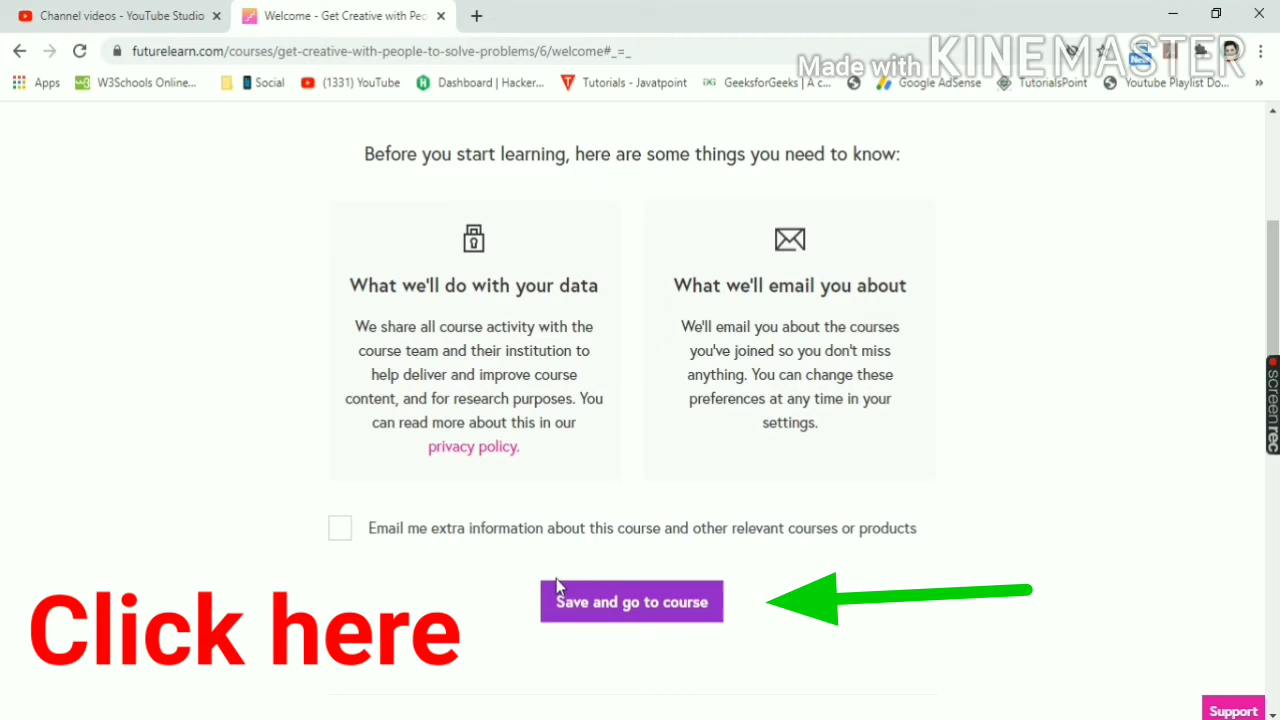 Channel videos - YouTube Studio
Welcome - Get Creative with Peo
futurelearn.com/courses/get-creative-with-people-to-solve-problems/6/welcome#_=_
Made with KINEMASTER
New
Apps
W3Schools Online...
Social
(1331) YouTube
Dashboard | Hacker...
Tutorials - Javatpoint
GeeksforGeeks | A c...
Google AdSense
TutorialsPoint
Youtube Playlist Do...
»
Before you start learning, here are some things you need to know:
What we'll do with your data
We share all course activity with the
course team and their institution to
help deliver and improve course
content, and for research purposes. You
can read more about this in our
privacy policy.
What we'll email you about
We'll email you about the courses
you've joined so you don't miss
anything. You can change these
preferences at any time in your
settings.
screenrec
Email me extra information about this course and other relevant courses or products
Save and go to course
Click here
Support